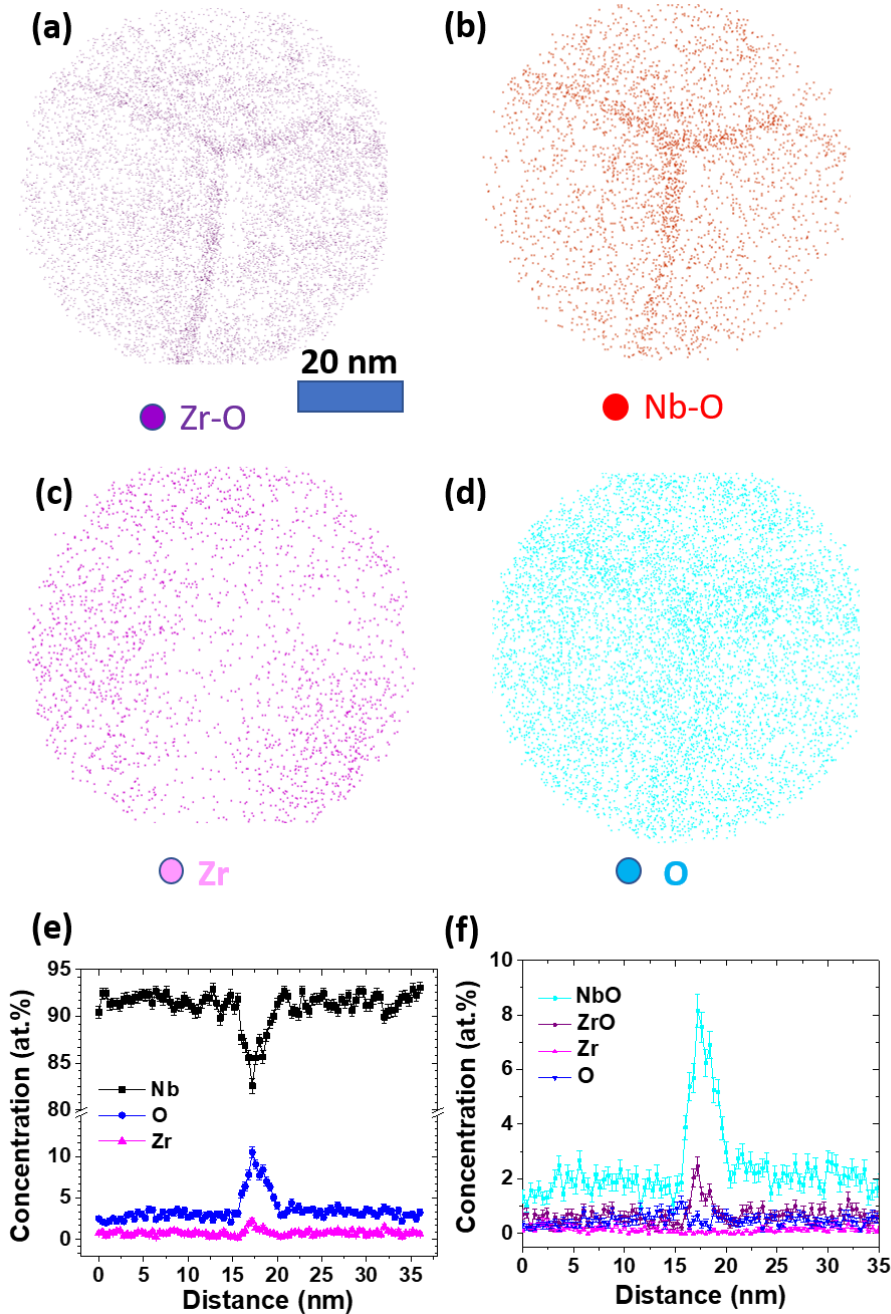 (a)
(b)
20 nm
Zr-O
Nb-O
(c)
(d)
Zr
O
(e)
(f)
95
90
85
80
10
5
0
Concentration (at.%)
Nb
O
Zr
0 5 10 15 20 25 30 35
Distance (nm)
10
8
6
4
2
0
Concentration (at.%)
NbO
ZrO
Zr
O
0 5 10 15 20 25 30 35
Distance (nm)